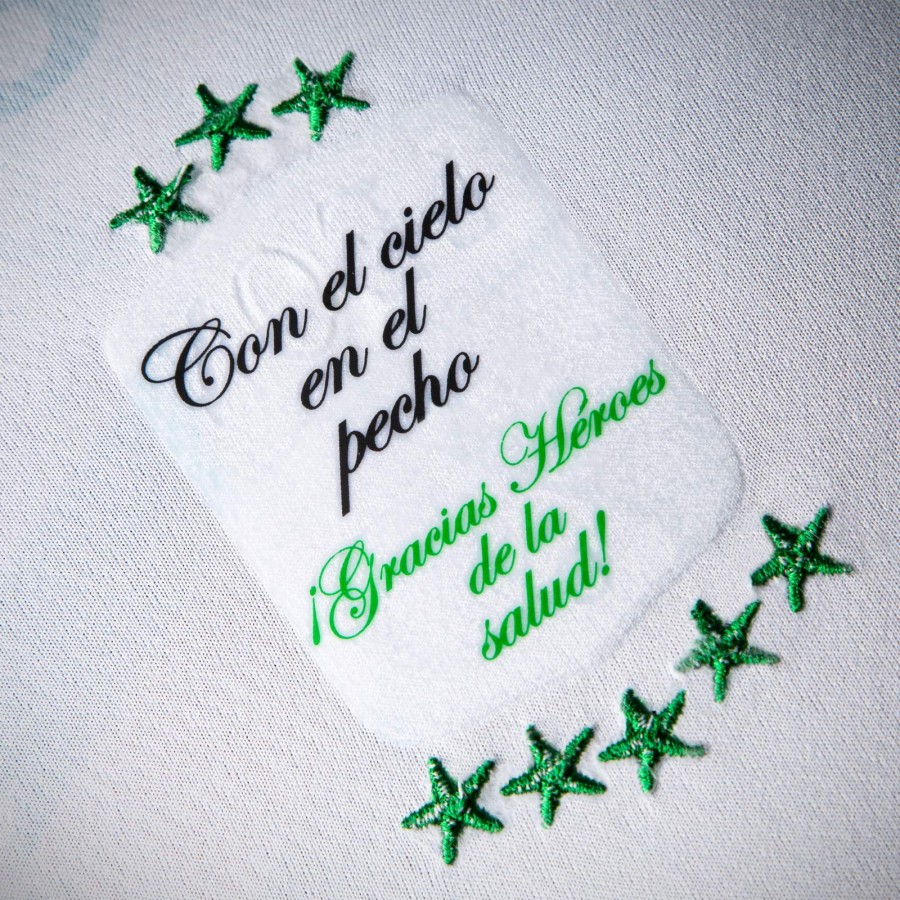 Con el cielo
en el
pecho
¡Gracias Héroes
de la
salud!